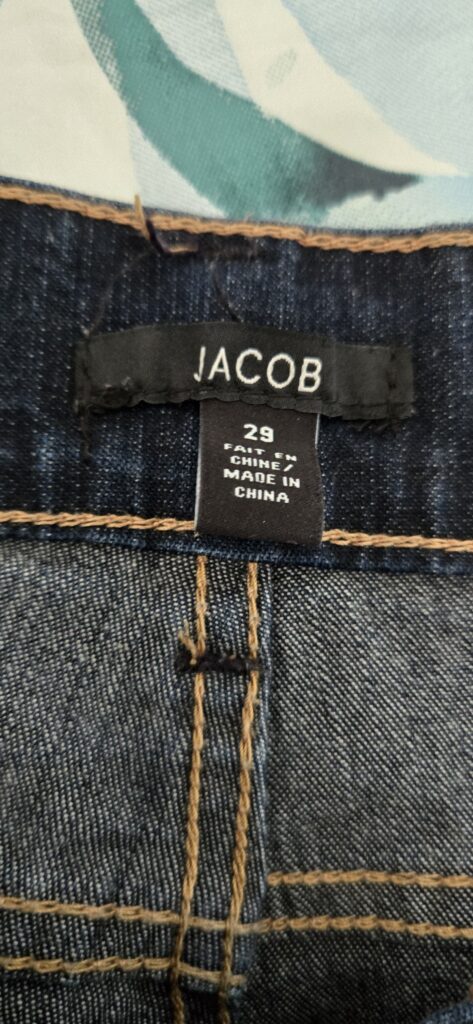 JACOB
29
FAIT EN
CHINE/
MADE IN
CHINA